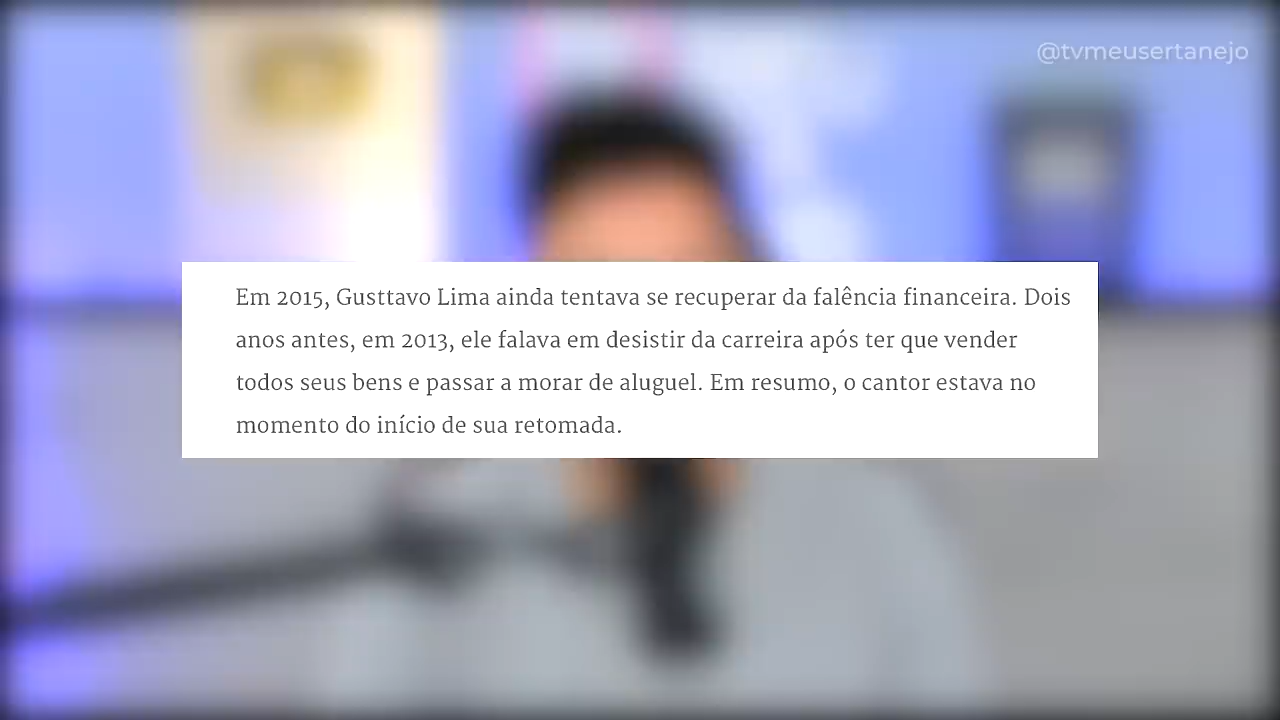 @tvmeusertanejo
Em 2015, Gusttavo Lima ainda tentava se recuperar da falência financeira. Dois
anos antes, em 2013, ele falava em desistir da carreira após ter que vender
todos seus bens e passar a morar de aluguel. Em resumo, o cantor estava no
momento do início de sua retomada.